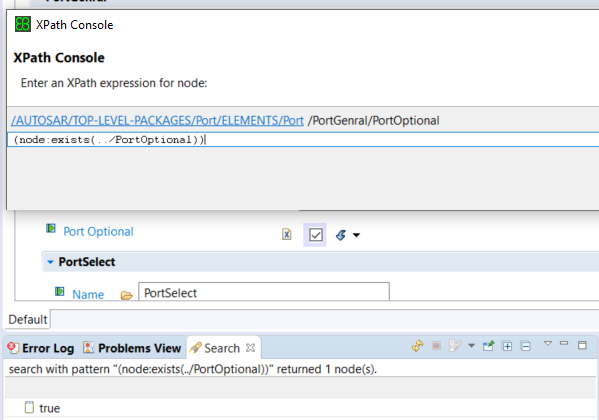 PortGenral
XPath Console
XPath Console
Enter an XPath expression for node:
/AUTOSAR/TOP-LEVEL-PACKAGES/Port/ELEMENTS/Port /PortGenral/PortOptional
(node:exists(../PortOptional))
Port Optional
PortSelect
Name PortSelect
Default
Error Log Problems View Search
search with pattern "(node:exists(../PortOptional))" returned 1 node(s).
true